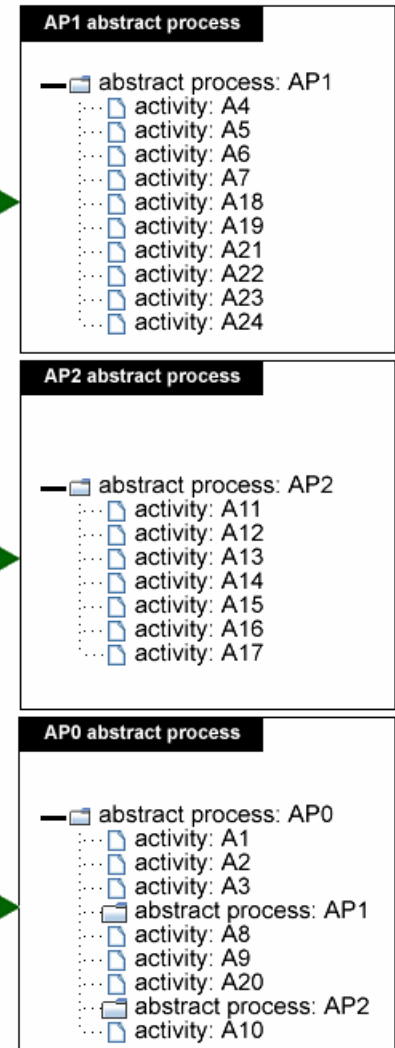 AP1 abstract process
abstract process: AP1
activity: A4
activity: A5
activity: A6
activity: A7
activity: A18
activity: A19
activity: A21
activity: A22
activity: A23
activity: A24
AP2 abstract process
abstract process: AP2
activity: A11
activity: A12
activity: A13
activity: A14
activity: A15
activity: A16
activity: A17
AP0 abstract process
abstract process: AP0
activity: A1
activity: A2
activity: A3
abstract process: AP1
activity: A8
activity: A9
activity: A20
abstract process: AP2
activity: A10